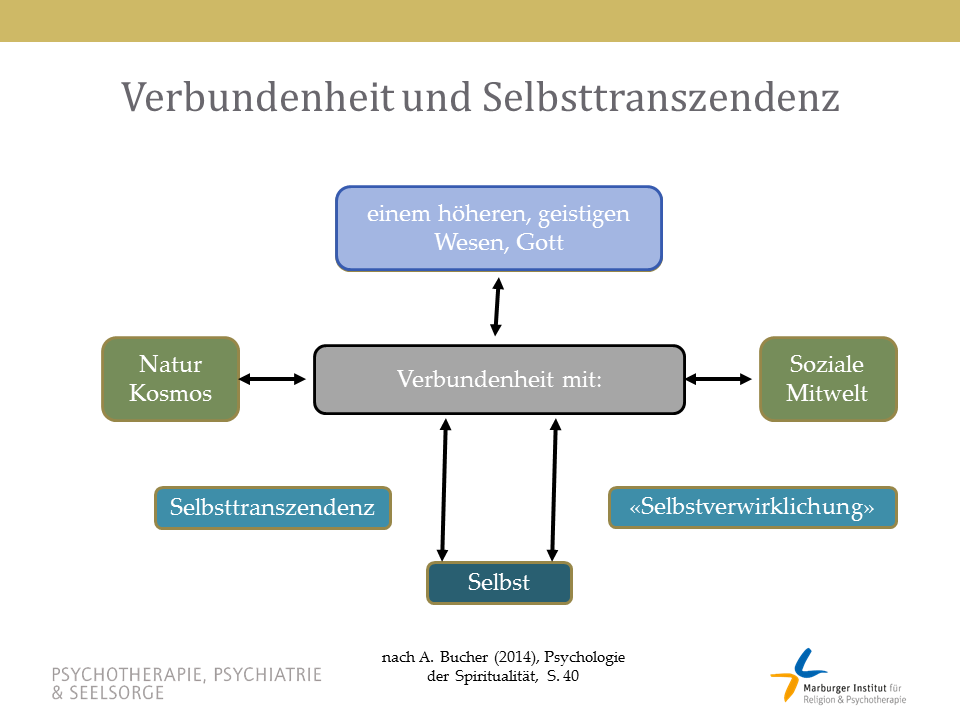 Verbundenheit und Selbsttranszendenz
einem höheren, geistigen
Wesen, Gott
Natur
Kosmos
Verbundenheit mit:
Soziale
Mitwelt
Selbsttranszendenz
«Selbstverwirklichung»
Selbst
nach A. Bucher (2014), Psychologie
der Spiritualität, S. 40
PSYCHOTHERAPIE, PSYCHIATRIE
& SEELSORGE
Marburger Institut für
Religion & Psychotherapie